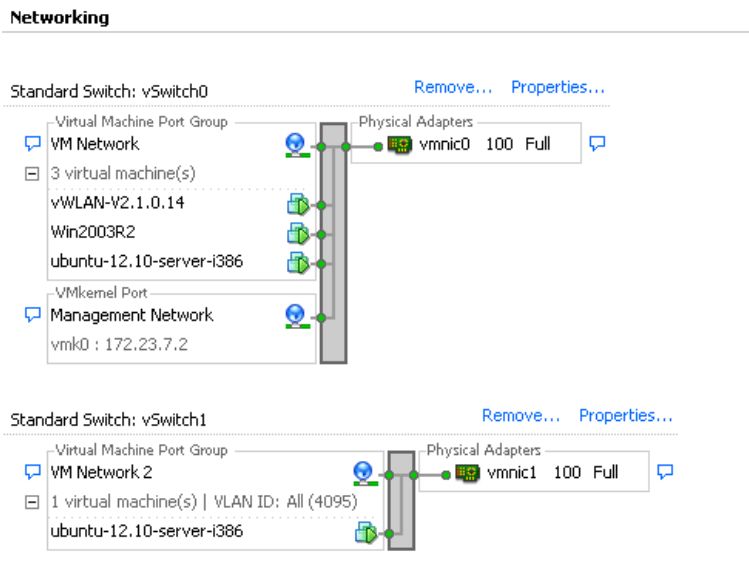 Networking
Standard Switch: vSwitch0 Remove... Properties...
Virtual Machine Port Group Physical Adapters
VM Network vmnic0 100 Full
3 virtual machine(s)
vWLAN-V2.1.0.14
Win2003R2
ubuntu-12.10-server-i386
VMkernel Port
Management Network
vmk0 : 172.23.7.2
Standard Switch: vSwitch1 Remove... Properties...
Virtual Machine Port Group Physical Adapters
VM Network 2 vmnic1 100 Full
1 virtual machine(s) | VLAN ID: All (4095)
ubuntu-12.10-server-i386